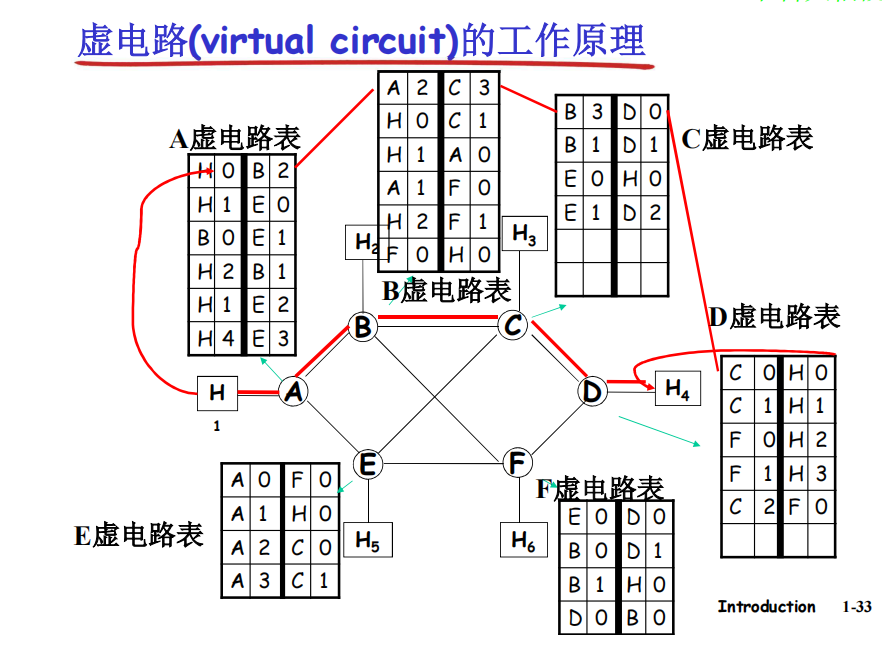 虚电路(virtual circuit)的工作原理
A虚电路表
H 0 B 2
H 1 E 0
B 0 E 1
H 2 B 1
H 1 E 2
H 4 E 3
A 2 C 3
H 0 C 1
H 1 A 0
A 1 F 0
H 2 F 1
F 0 H 0
B虚电路表
B 3 D 0
B 1 D 1
E 0 H 0
E 1 D 2
C虚电路表
D虚电路表
C 0 H 0
C 1 H 1
F 0 H 2
F 1 H 3
C 2 F 0
H2
H3
B
C
H
1
A
D
H4
E
F
H5
H6
E虚电路表
A 0 F 0
A 1 H 0
A 2 C 0
A 3 C 1
F虚电路表
E 0 D 0
B 0 D 1
B 1 H 0
D 0 B 0
Introduction 1-33